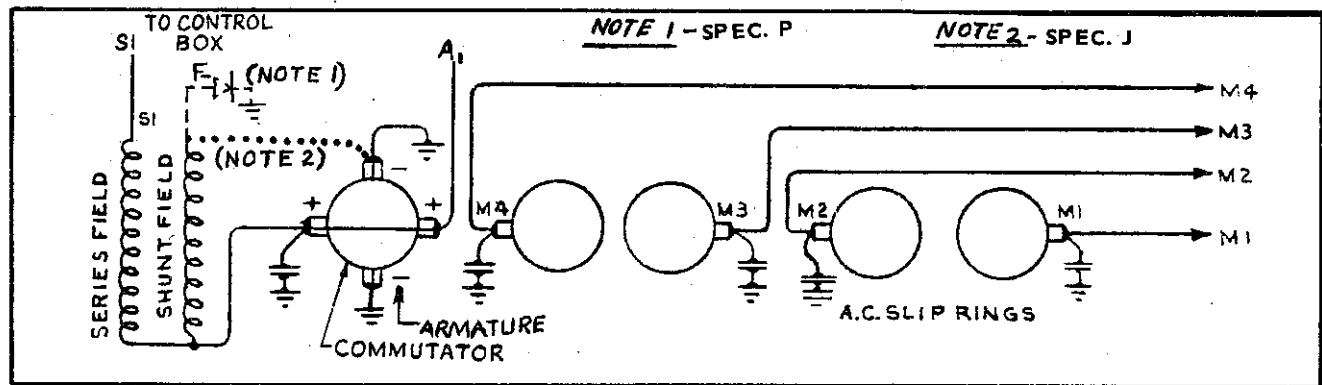 TO CONTROL
BOX
S1
A1
NOTE 1 - SPEC. P
NOTE 2 - SPEC. J
F- (NOTE 1)
M4
S1
M3
(NOTE 2)
M2
SERIES FIELD
SHUNT FIELD
-
+
+
M4
M3
M2
M1
M1
-
ARMATURE
COMMUTATOR
A.C. SLIP RINGS